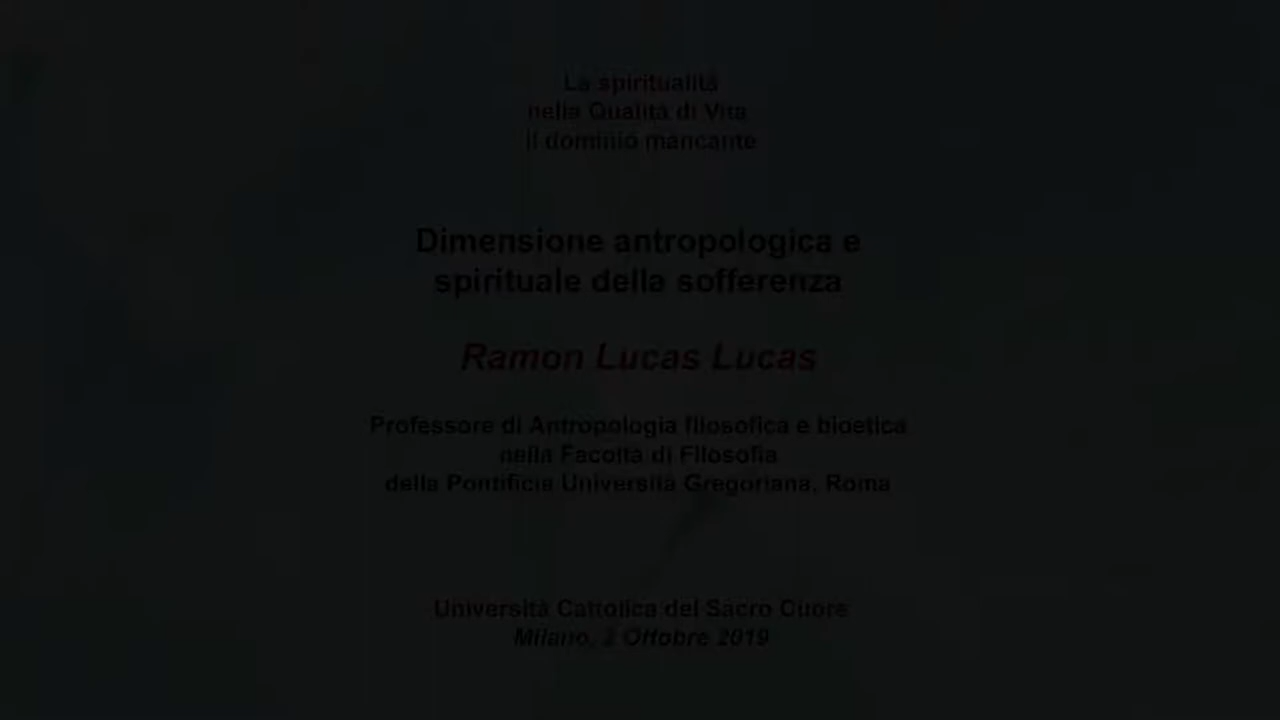 La spiritualità
nella Qualità di Vita
il dominio mancante
Dimensione antropologica e
spirituale della sofferenza
Ramon Lucas Lucas
Professore di Antropologia filosofica e bioetica
nella Facoltà di Filosofia
della Pontificia Università Gregoriana, Roma
Università Cattolica del Sacro Cuore
Milano, 2 Ottobre 2019